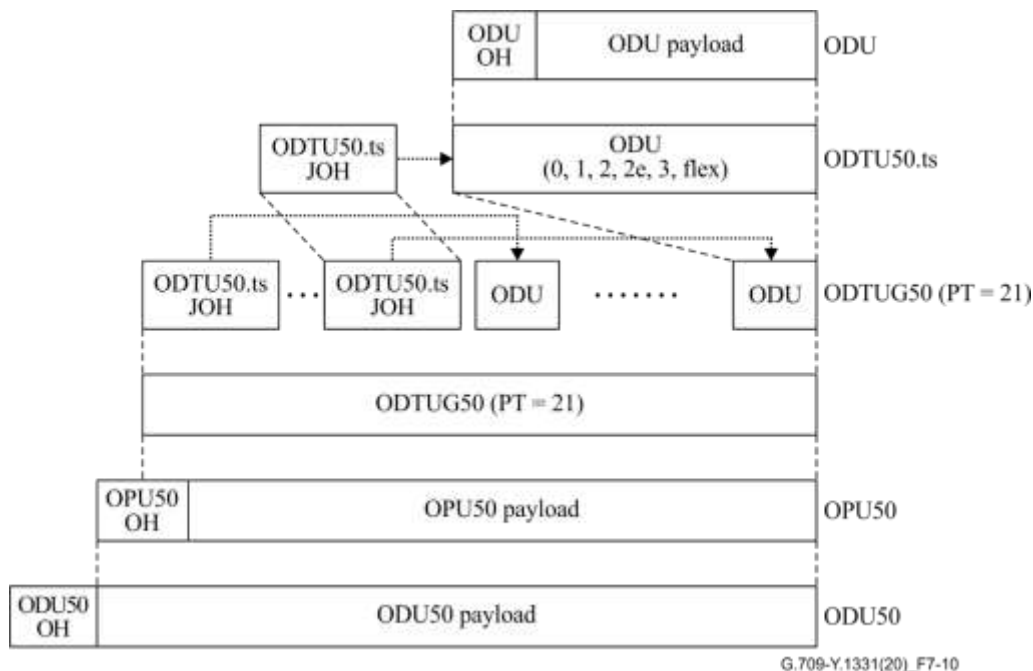 ODU
OH
ODU payload
ODU
ODTU50.ts
JOH
ODU
(0, 1, 2, 2e, 3, flex)
ODTU50.ts
ODTU50.ts
JOH
ODTU50.ts
JOH
ODU
ODU
ODTUG50 (PT = 21)
ODTUG50 (PT = 21)
OPU50
OH
OPU50 payload
OPU50
ODU50
OH
ODU50 payload
ODU50
G.709-Y.1331(20)_F7-10